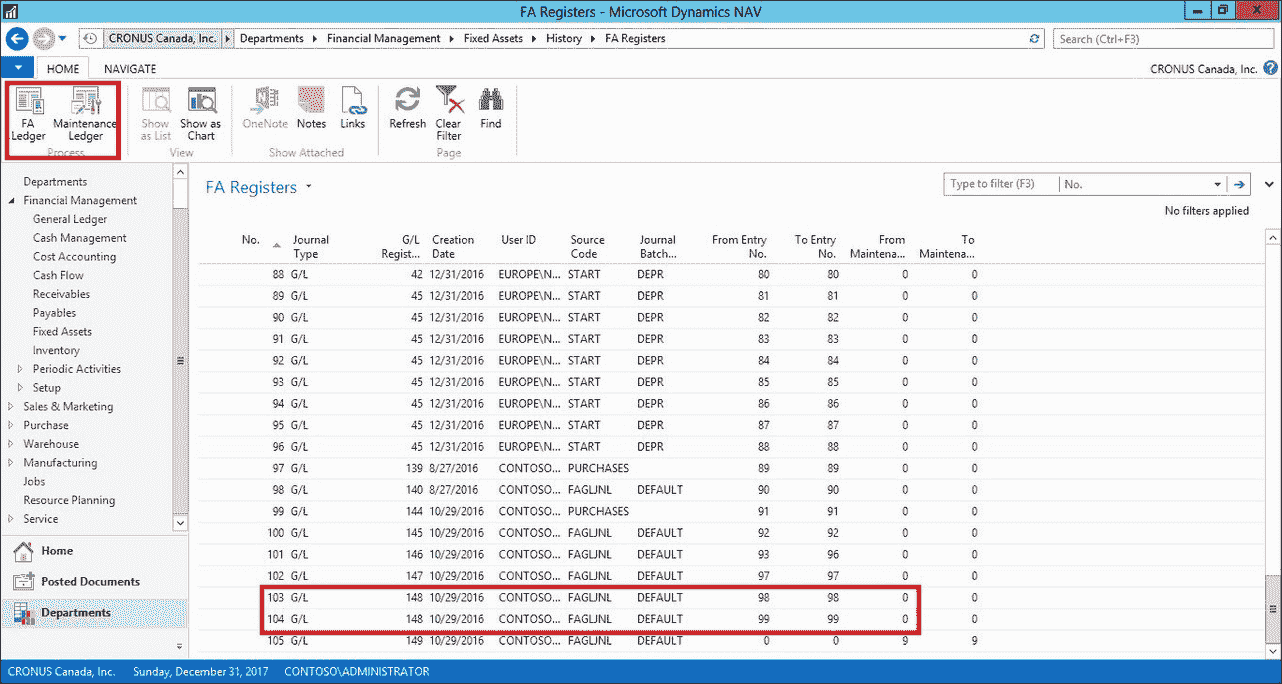 FA Registers - Microsoft Dynamics NAV
CRONUS Canada, Inc. Departments Financial Management Fixed Assets History FA Registers Search (Ctrl+F3)
HOME NAVIGATE CRONUS Canada, Inc.
FA Ledger
Maintenance Ledger
Process
Show as List
Show as Chart
View
OneNote
Notes
Links
Show Attached
Refresh
Clear Filter
Find
Page
Departments
Financial Management
General Ledger
Cash Management
Cost Accounting
Cash Flow
Receivables
Payables
Fixed Assets
Inventory
Periodic Activities
Setup
Sales & Marketing
Purchase
Warehouse
Manufacturing
Jobs
Resource Planning
Service
Home
Posted Documents
Departments
FA Registers
Type to filter (F3) No.
No filters applied
No. Journal Type G/L Regist... Creation Date User ID Source Code Journal Batch... From Entry No. To Entry No. From Maintena... To Maintena...
88 G/L 42 12/31/2016 EUROPE\N... START DEPR 80 80 0 0
89 G/L 45 12/31/2016 EUROPE\N... START DEPR 81 81 0 0
90 G/L 45 12/31/2016 EUROPE\N... START DEPR 82 82 0 0
91 G/L 45 12/31/2016 EUROPE\N... START DEPR 83 83 0 0
92 G/L 45 12/31/2016 EUROPE\N... START DEPR 84 84 0 0
93 G/L 45 12/31/2016 EUROPE\N... START DEPR 85 85 0 0
94 G/L 45 12/31/2016 EUROPE\N... START DEPR 86 86 0 0
95 G/L 45 12/31/2016 EUROPE\N... START DEPR 87 87 0 0
96 G/L 45 12/31/2016 EUROPE\N... START DEPR 88 88 0 0
97 G/L 139 8/27/2016 CONTOSO... PURCHASES 89 89 0 0
98 G/L 140 8/27/2016 CONTOSO... FAGLJNL DEFAULT 90 90 0 0
99 G/L 144 10/29/2016 CONTOSO... PURCHASES 91 91 0 0
100 G/L 145 10/29/2016 CONTOSO... FAGLJNL DEFAULT 92 92 0 0
101 G/L 146 10/29/2016 CONTOSO... FAGLJNL DEFAULT 93 96 0 0
102 G/L 147 10/29/2016 CONTOSO... FAGLJNL DEFAULT 97 97 0 0
103 G/L 148 10/29/2016 CONTOSO... FAGLJNL DEFAULT 98 98 0 0
104 G/L 148 10/29/2016 CONTOSO... FAGLJNL DEFAULT 99 99 0 0
105 G/L 149 10/29/2016 CONTOSO... FAGLJNL DEFAULT 0 0 9 9
CRONUS Canada, Inc. Sunday, December 31, 2017 CONTOSO\ADMINISTRATOR